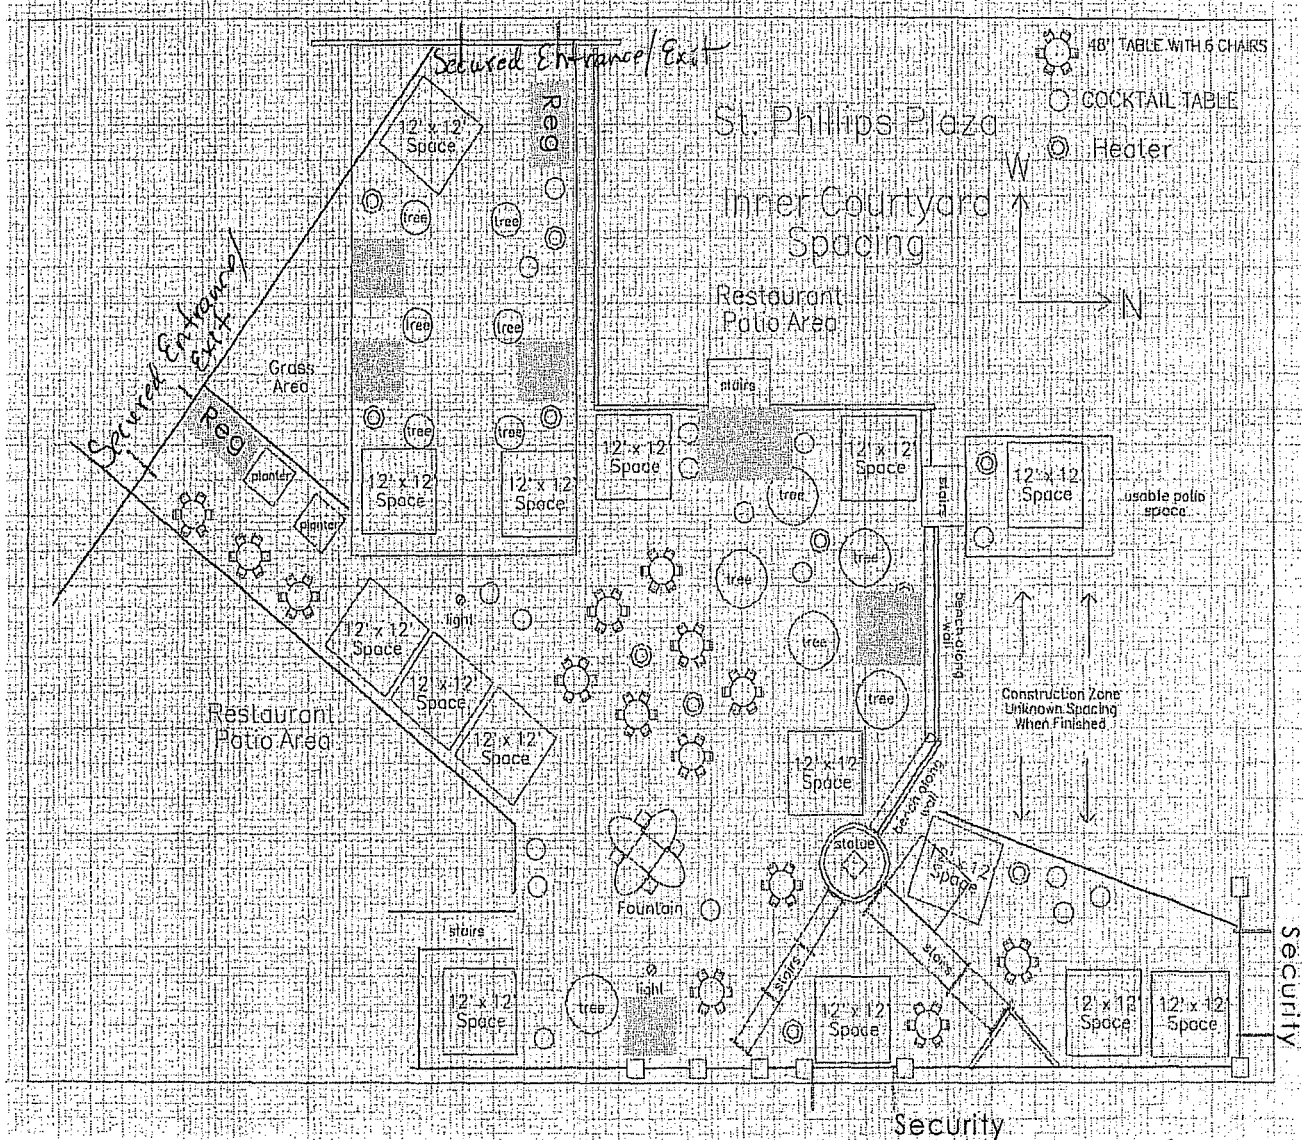 Secured Entrance/Exit
48" TABLE WITH 6 CHAIRS
COCKTAIL TABLE
Heater
St. Phillips Plaza
Inner Courtyard
Spacing
W
N
Reg
12' x 12'
Space
tree
tree
Secured Entrance/
Exit
tree
tree
Restaurant
Patio Area
Grass
Area
stairs
Reg
tree
tree
planter
planter
12' x 12'
Space
12' x 12'
Space
12' x 12'
Space
12' x 12'
Space
stairs
12' x 12'
Space
usable patio
space
tree
tree
tree
light
12' x 12'
Space
12' x 12'
Space
12' x 12'
Space
tree
bench along
wall
tree
Construction Zone
Unknown Spacing
When Finished
Restaurant
Patio Area
12' x 12'
Space
bench along
wall
statue
12' x 12'
Space
Fountain
stairs
stairs
stairs
light
tree
12' x 12'
Space
12' x 12'
Space
12' x 12'
Space
12' x 12'
Space
Security
Security